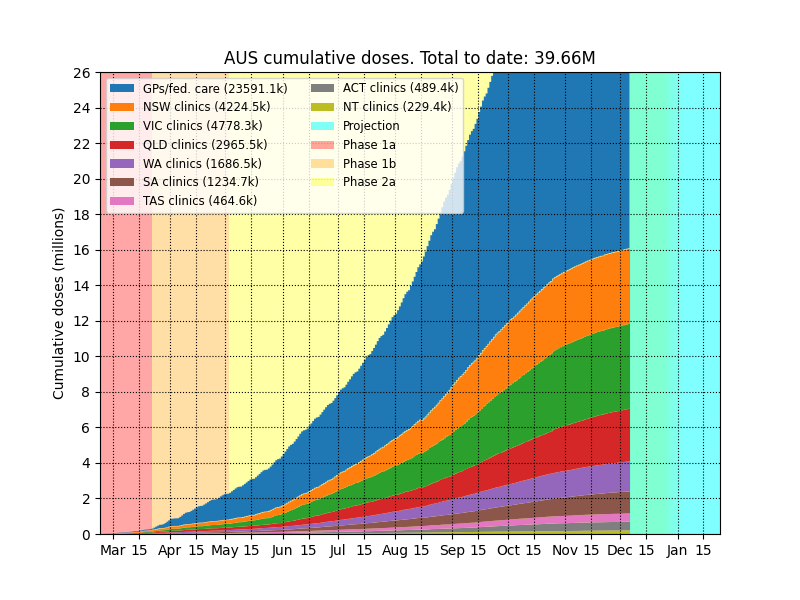 AUS cumulative doses. Total to date: 39.66M
Cumulative doses (millions)
26
24
22
20
18
16
14
12
10
8
6
4
2
0
GPs/fed. care (23591.1k)
NSW clinics (4224.5k)
VIC clinics (4778.3k)
QLD clinics (2965.5k)
WA clinics (1686.5k)
SA clinics (1234.7k)
TAS clinics (464.6k)
ACT clinics (489.4k)
NT clinics (229.4k)
Projection
Phase 1a
Phase 1b
Phase 2a
Mar 15 Apr 15 May 15 Jun 15 Jul 15 Aug 15 Sep 15 Oct 15 Nov 15 Dec 15 Jan 15